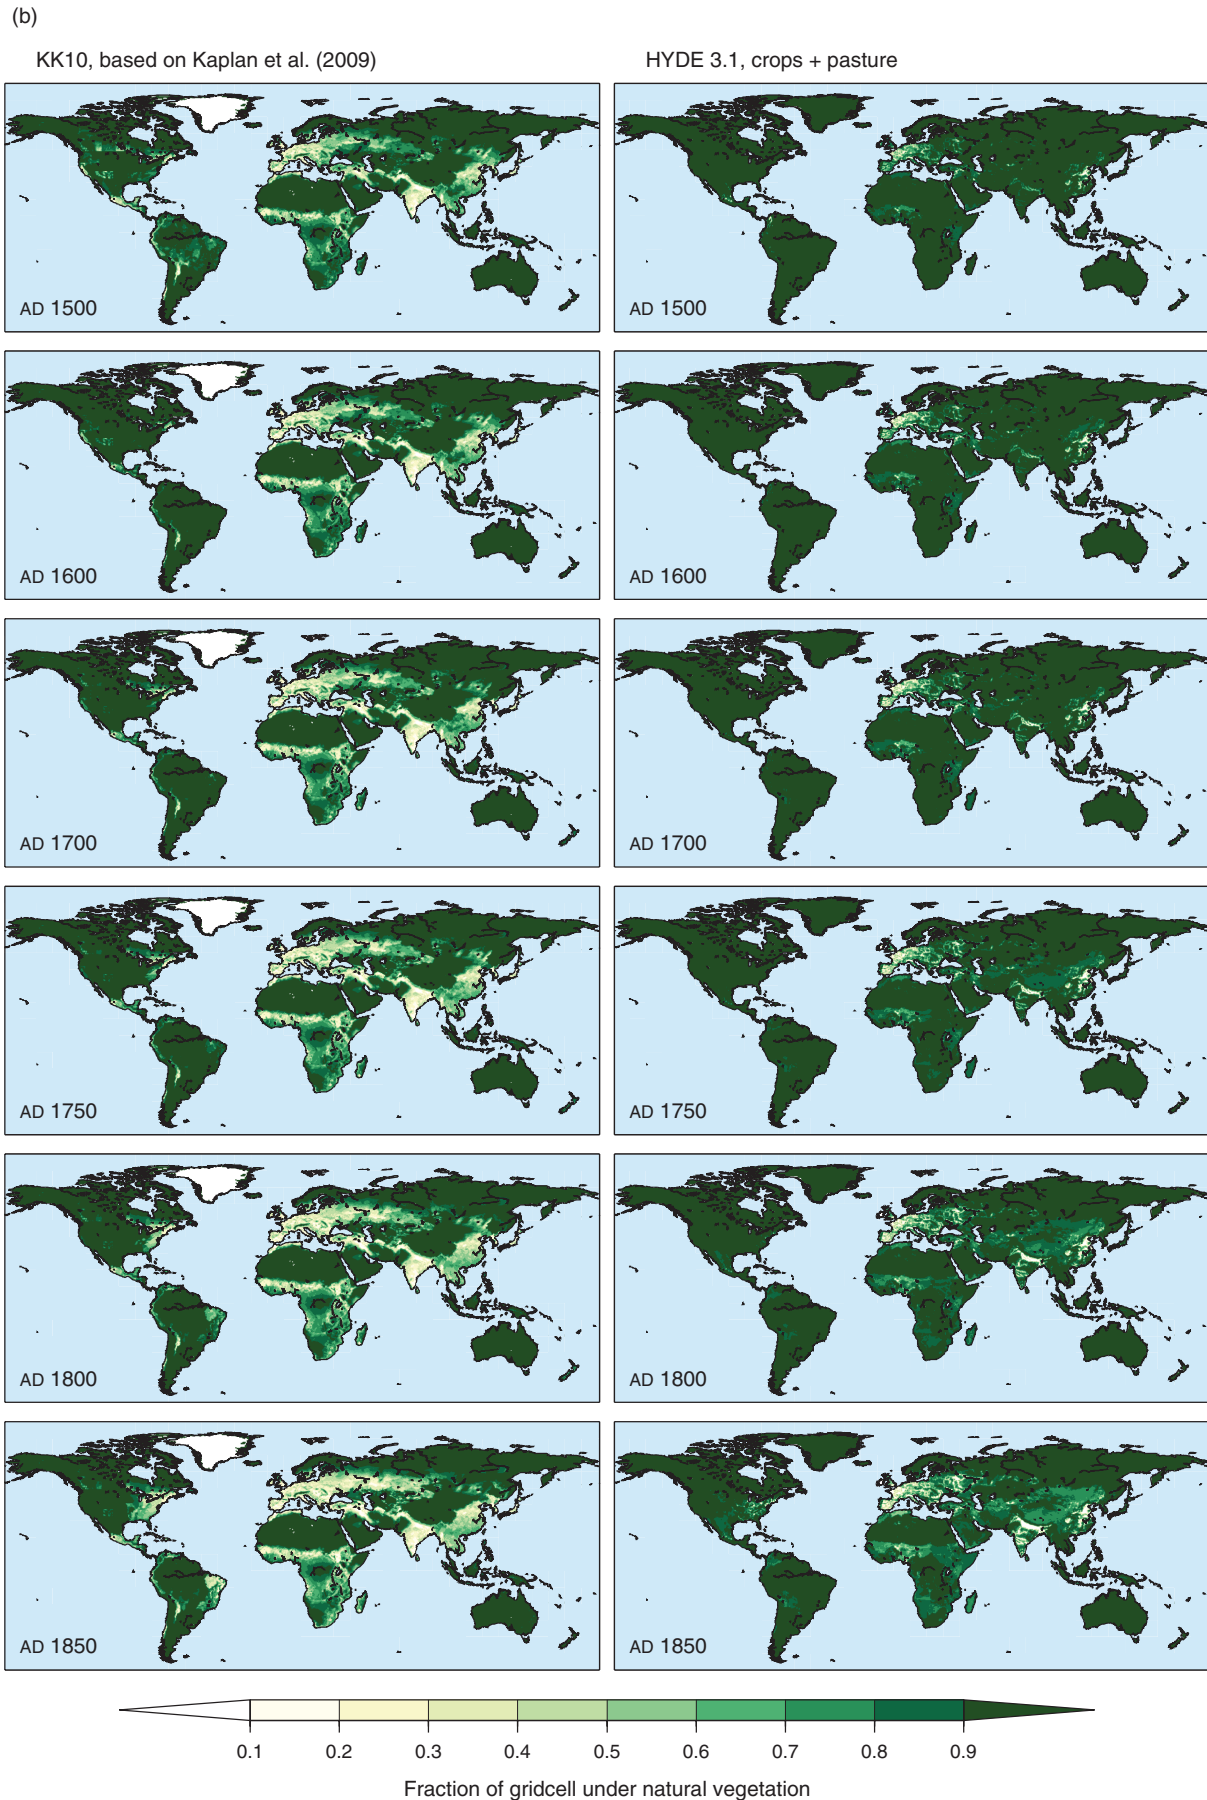 (b)
KK10, based on Kaplan et al. (2009)
HYDE 3.1, crops + pasture
AD 1500
AD 1500
AD 1600
AD 1600
AD 1700
AD 1700
AD 1750
AD 1750
AD 1800
AD 1800
AD 1850
AD 1850
0.1 0.2 0.3 0.4 0.5 0.6 0.7 0.8 0.9
Fraction of gridcell under natural vegetation